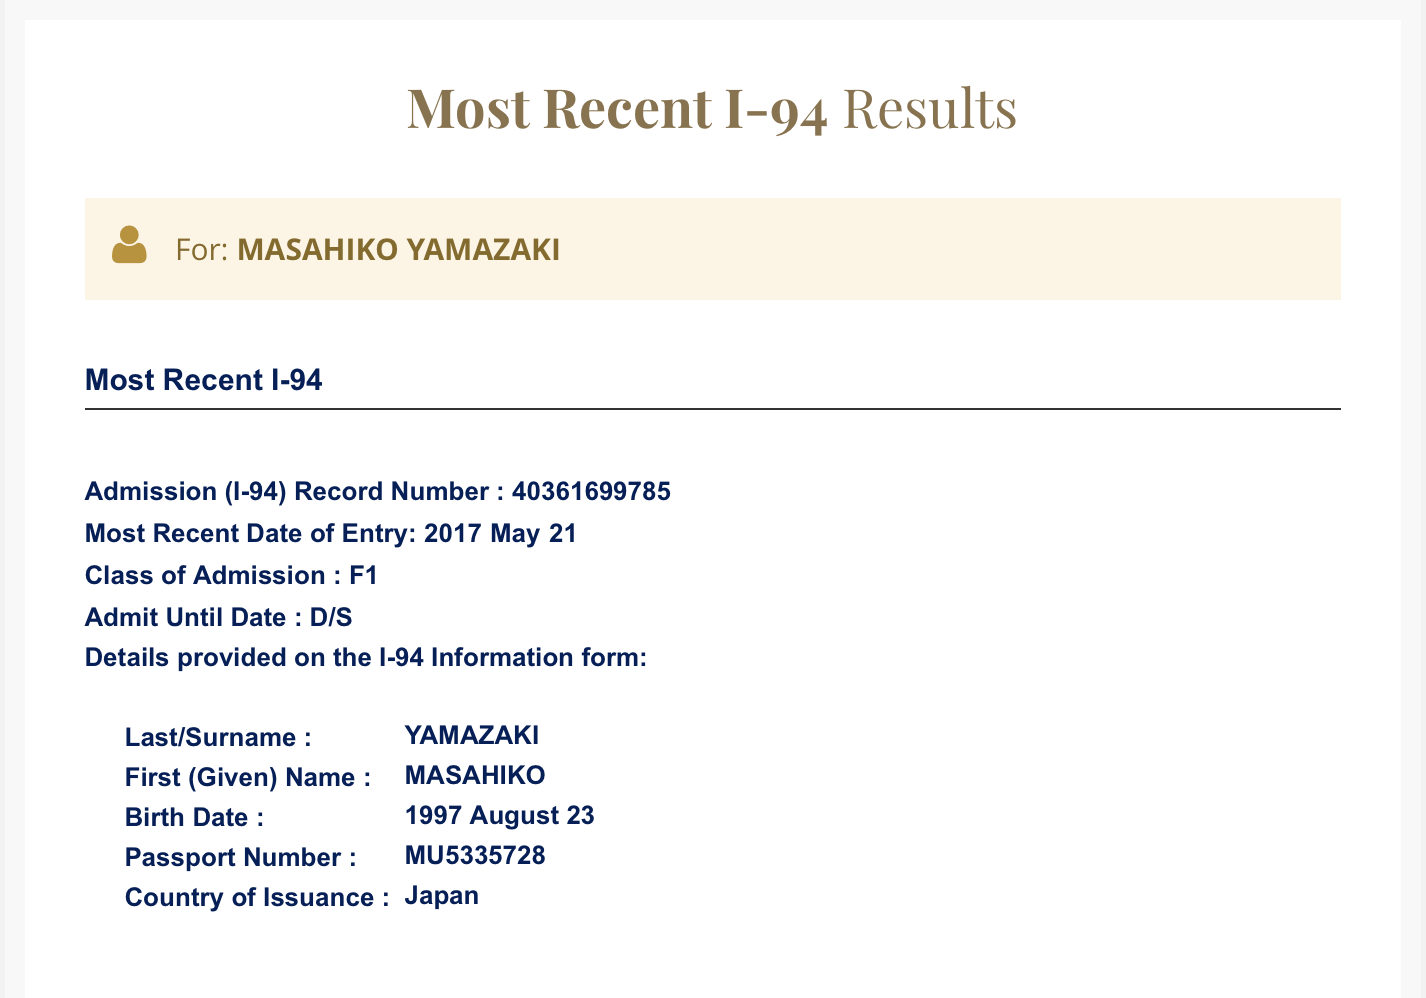 Most Recent I-94 Results
For: MASAHIKO YAMAZAKI
Most Recent I-94
Admission (I-94) Record Number : 40361699785
Most Recent Date of Entry: 2017 May 21
Class of Admission : F1
Admit Until Date : D/S
Details provided on the I-94 Information form:
Last/Surname : YAMAZAKI
First (Given) Name : MASAHIKO
Birth Date : 1997 August 23
Passport Number : MU5335728
Country of Issuance : Japan